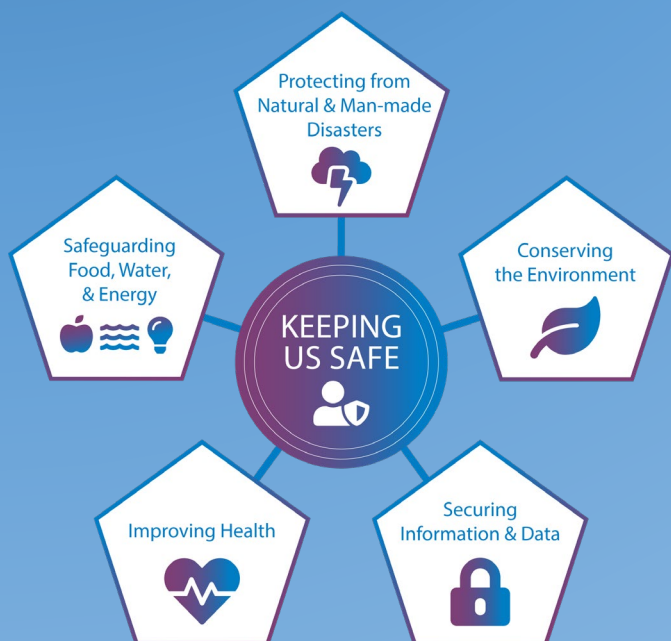 Protecting from
Natural & Man-made
Disasters
Safeguarding
Food, Water,
& Energy
Conserving
the Environment
KEEPING
US SAFE
Improving Health
Securing
Information & Data